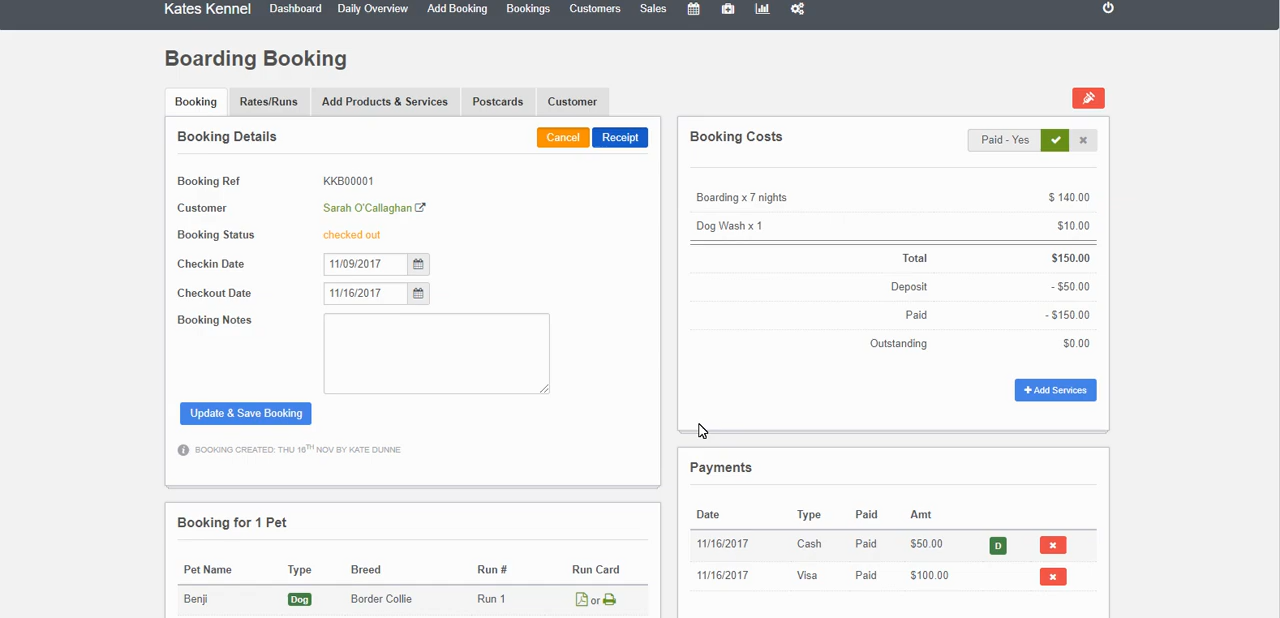 Kates Kennel Dashboard Daily Overview Add Booking Bookings Customers Sales
Boarding Booking
Booking Rates/Runs Add Products & Services Postcards Customer
Booking Details Cancel Receipt
Booking Ref KKB00001
Customer Sarah O'Callaghan
Booking Status checked out
Checkin Date 11/09/2017
Checkout Date 11/16/2017
Booking Notes
Update & Save Booking
BOOKING CREATED: THU 16TH NOV BY KATE DUNNE
Booking for 1 Pet
Pet Name Type Breed Run # Run Card
Benji Dog Border Collie Run 1 or
Booking Costs Paid - Yes
Boarding x 7 nights $ 140.00
Dog Wash x 1 $10.00
Total $150.00
Deposit - $50.00
Paid - $150.00
Outstanding $0.00
Add Services
Payments
Date Type Paid Amt
11/16/2017 Cash Paid $50.00 D
11/16/2017 Visa Paid $100.00